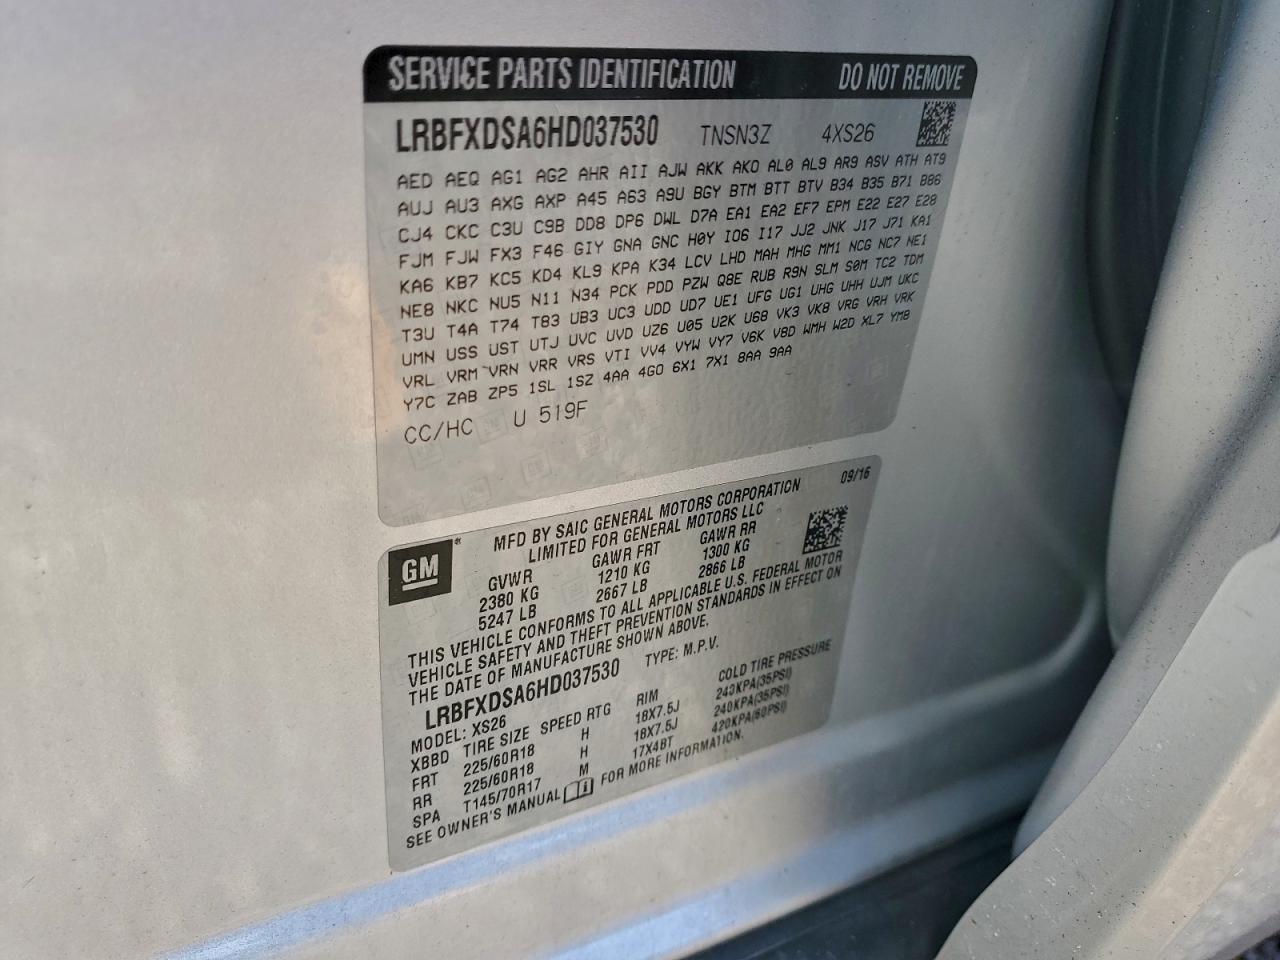 SERVICE PARTS IDENTIFICATION DO NOT REMOVE
LRBFXDSA6HD037530 TNSN3Z 4XS26
AED AEQ AG1 AG2 AHR AII AJW AKK AKO AL0 AL9 AR9 ASV ATH AT9
AUJ AU3 AXG AXP A45 A63 A9U BGY BTM BTT BTV B34 B35 B71 B86
CJ4 CKC C3U C9B DD8 DP6 DWL D7A EA1 EA2 EF7 EPM E22 E27 E28
FJM FJW FX3 F46 GIY GNA GNC H0Y IO6 I17 JJ2 JNK J17 J71 KA1
KA6 KB7 KC5 KD4 KL9 KPA K34 LCV LHD MAH MHG MM1 NCG NC7 NE1
NE8 NKC NU5 N11 N34 PCK PDD PZW Q8E RUB R9N SLM S0M TC2 TDM
T3U T4A T74 T83 UB3 UC3 UDD UD7 UE1 UFG UG1 UHG UHH UJM UKC
UMN USS UST UTJ UVC UVD UZ6 U05 U2K U68 VK3 VK8 VRG VRH VRK
VRL VRM VRN VRR VRS VTI VV4 VYW VY7 V6K V8D WMH W2D XL7 YM8
Y7C ZAB ZP5 1SL 1SZ 4AA 4G0 6X1 7X1 8AA 9AA
CC/HC U 519F
09/16
GM
MFD BY SAIC GENERAL MOTORS CORPORATION
LIMITED FOR GENERAL MOTORS LLC
GVWR GAWR FRT GAWR RR
2380 KG 1210 KG 1300 KG
5247 LB 2667 LB 2866 LB
THIS VEHICLE CONFORMS TO ALL APPLICABLE U.S. FEDERAL MOTOR
VEHICLE SAFETY AND THEFT PREVENTION STANDARDS IN EFFECT ON
THE DATE OF MANUFACTURE SHOWN ABOVE.
LRBFXDSA6HD037530 TYPE: M.P.V.
MODEL: XS26
XBBD TIRE SIZE SPEED RTG RIM COLD TIRE PRESSURE
FRT 225/60R18 H 18X7.5J 240KPA(35PSI)
RR 225/60R18 H 18X7.5J 240KPA(35PSI)
SPA T145/70R17 M 17X4BT 420KPA(60PSI)
SEE OWNER'S MANUAL FOR MORE INFORMATION.